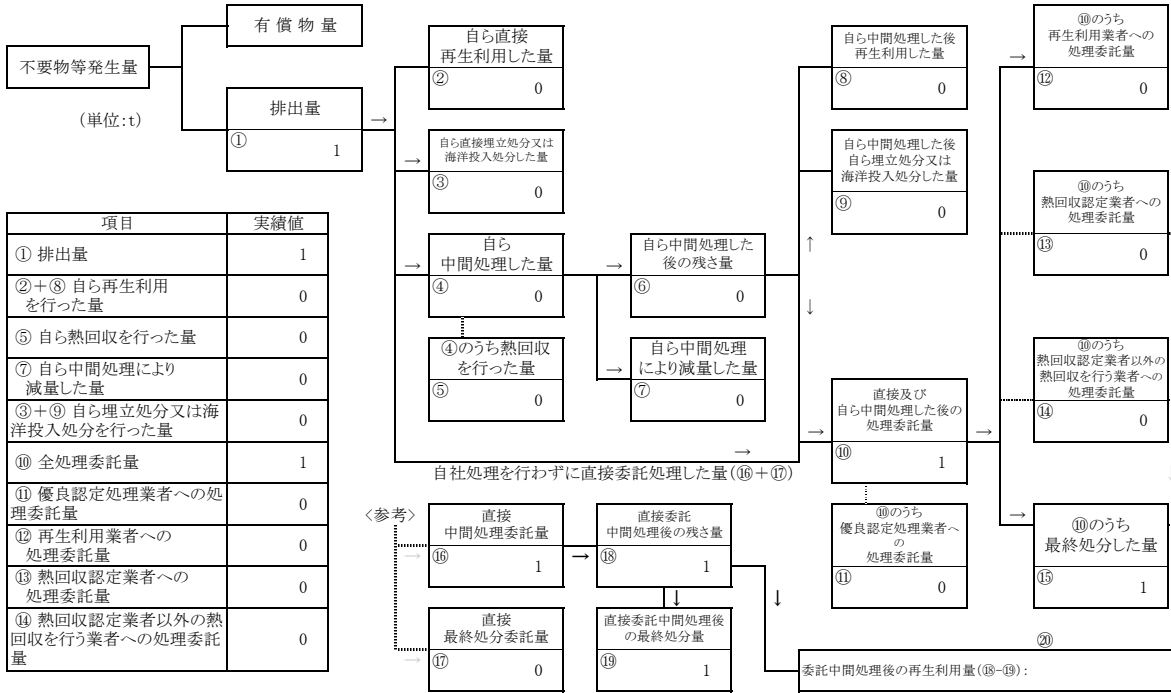 有 償 物 量
不要物等発生量
(単位:t)
排出量
①
1
→
自ら直接
再生利用した量
②
0
→
自ら直接埋立処分又は
海洋投入処分した量
③
0
→
自ら
中間処理した量
④
0
④のうち熱回収
を行った量
⑤
0
→
自ら中間処理した
後の残さ量
⑥
0
→
自ら中間処理
により減量した量
⑦
0
自ら中間処理した後
再生利用した量
⑧
0
自ら中間処理した後
自ら埋立処分又は
海洋投入処分した量
⑨
0
↑
↓
→
自社処理を行わずに直接委託処理した量(⑯+⑰)
→
直接及び
自ら中間処理した後の
処理委託量
⑩
1
⑩のうち
優良認定処理業者へ
の
処理委託量
⑪
0
→
→
⑩のうち
再生利用業者への
処理委託量
⑫
0
⑩のうち
熱回収認定業者への
処理委託量
⑬
0
⑩のうち
熱回収認定業者以外の
熱回収を行う業者への
処理委託量
⑭
0
→
⑩のうち
最終処分した量
⑮
1
項目 実績値
① 排出量 1
②+⑧ 自ら再生利用
を行った量 0
⑤ 自ら熱回収を行った量 0
⑦ 自ら中間処理により
減量した量 0
③+⑨ 自ら埋立処分又は海
洋投入処分を行った量 0
⑩ 全処理委託量 1
⑪ 優良認定処理業者への処
理委託量 0
⑫ 再生利用業者への
処理委託量 0
⑬ 熱回収認定業者への
処理委託量 0
⑭ 熱回収認定業者以外の熱
回収を行う業者への処理委託
量 0
〈参考〉
→
直接
中間処理委託量
⑯
1
→
直接委託
中間処理後の残さ量
⑱
1
→
直接
最終処分委託量
⑰
0
↓
↓
直接委託中間処理後
の最終処分量
⑲
1
⑳
委託中間処理後の再生利用量(⑱-⑲):